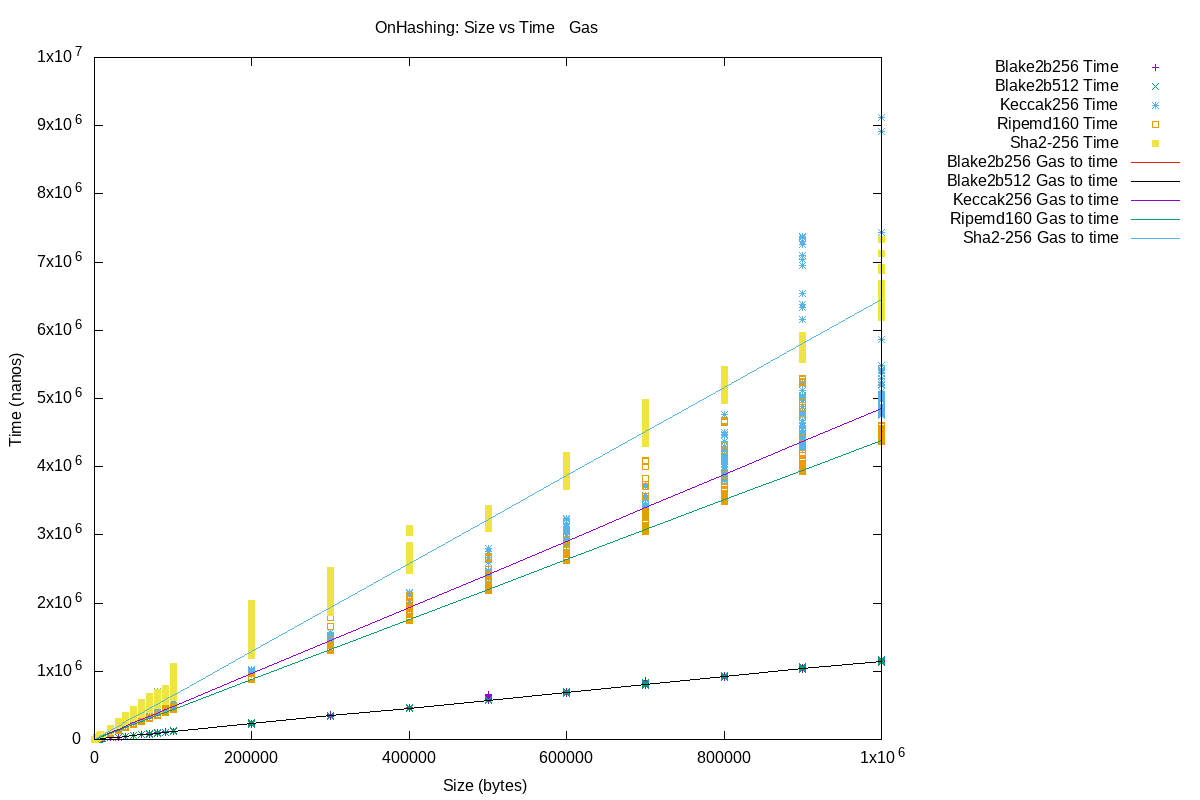 OnHashing: Size vs Time   Gas
1x10^7
9x10^6
8x10^6
7x10^6
6x10^6
5x10^6
4x10^6
3x10^6
2x10^6
1x10^6
0
Time (nanos)
0 200000 400000 600000 800000 1x10^6
Size (bytes)
Blake2b256 Time
Blake2b512 Time
Keccak256 Time
Ripemd160 Time
Sha2-256 Time
Blake2b256 Gas to time
Blake2b512 Gas to time
Keccak256 Gas to time
Ripemd160 Gas to time
Sha2-256 Gas to time